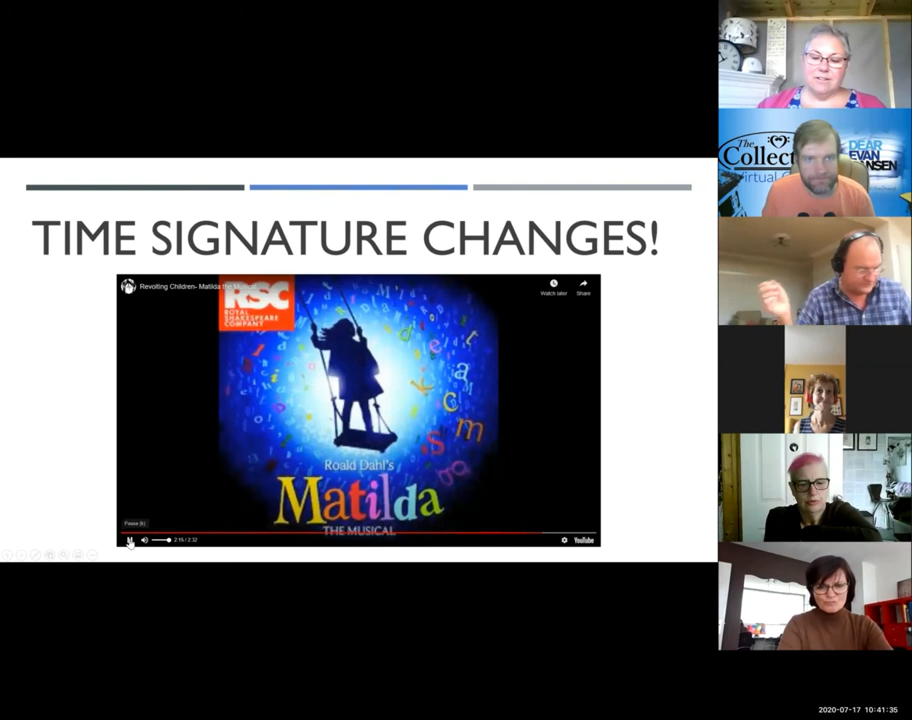 TIME SIGNATURE CHANGES!
Revolting Children- Matilda the Musical
Watch later
Share
RSC
ROYAL
SHAKESPEARE
COMPANY
Roald Dahl's
Matilda
THE MUSICAL
Pause (k)
2:15 / 2:32
YouTube
The
Collect
Virtual
DEAR
EVAN
HANSEN
2020-07-17 10:41:35